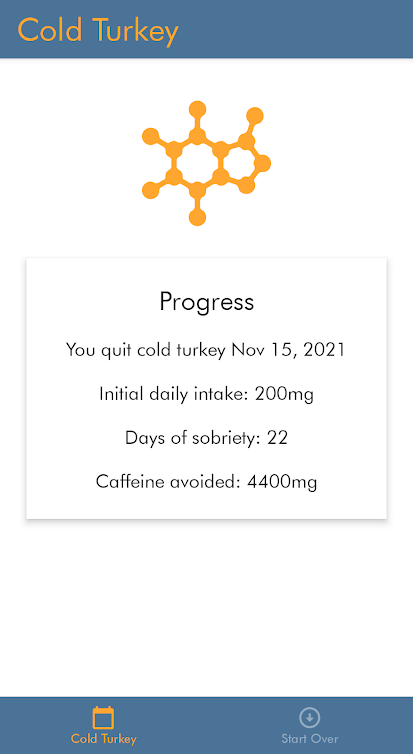 Cold Turkey
Progress
You quit cold turkey Nov 15, 2021
Initial daily intake: 200mg
Days of sobriety: 22
Caffeine avoided: 4400mg
Cold Turkey
Start Over